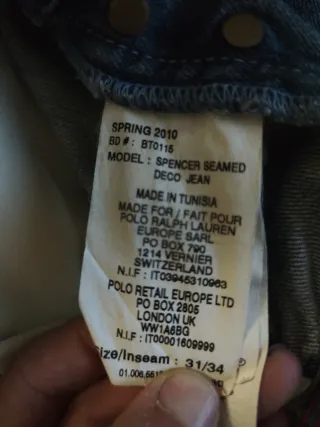 SPRING 2010
BD # : BT0115
MODEL : SPENCER SEAMED
DECO JEAN
MADE IN TUNISIA
MADE FOR / FAIT POUR
POLO RALPH LAUREN
EUROPE SARL
PO BOX 790
1214 VERNIER
SWITZERLAND
N.I.F : IT03945310963
POLO RETAIL EUROPE LTD
PO BOX 2805
LONDON UK
WW1A6BG
N.I.F : IT00001609999
Size/Inseam : 31/34